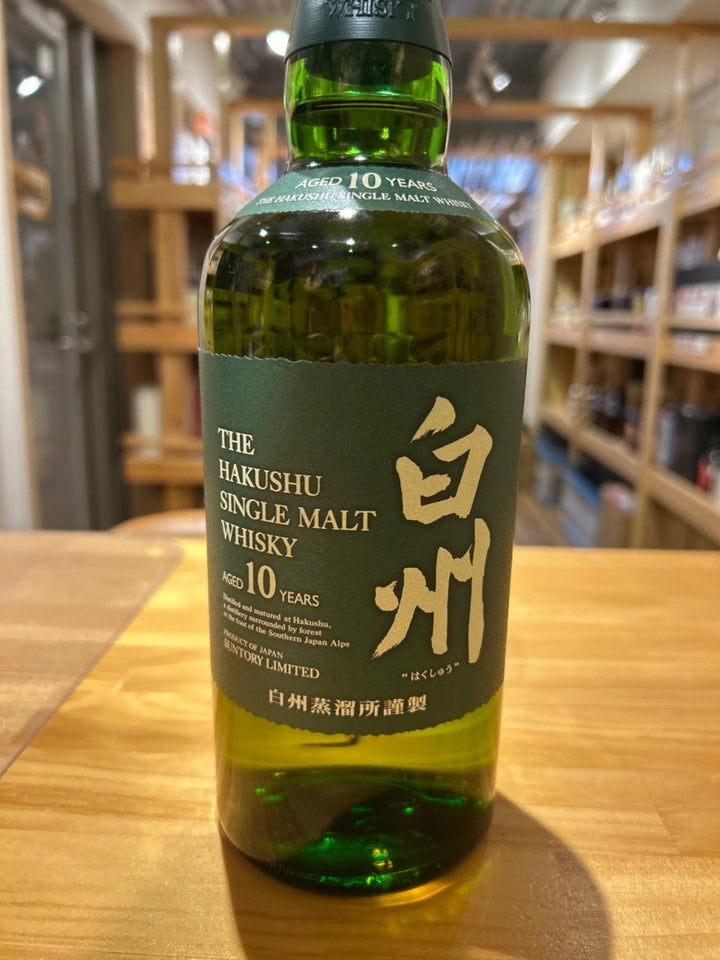 WHISKY
AGED 10 YEARS
THE HAKUSHU SINGLE MALT WHISKY
THE
HAKUSHU
SINGLE MALT
WHISKY
AGED 10 YEARS
Distilled and matured at Hakushu,
a distillery surrounded by forest
at the foot of the Southern Japan Alps
PRODUCT OF JAPAN
SUNTORY LIMITED
白州
“はくしゅう”
白州蒸溜所謹製